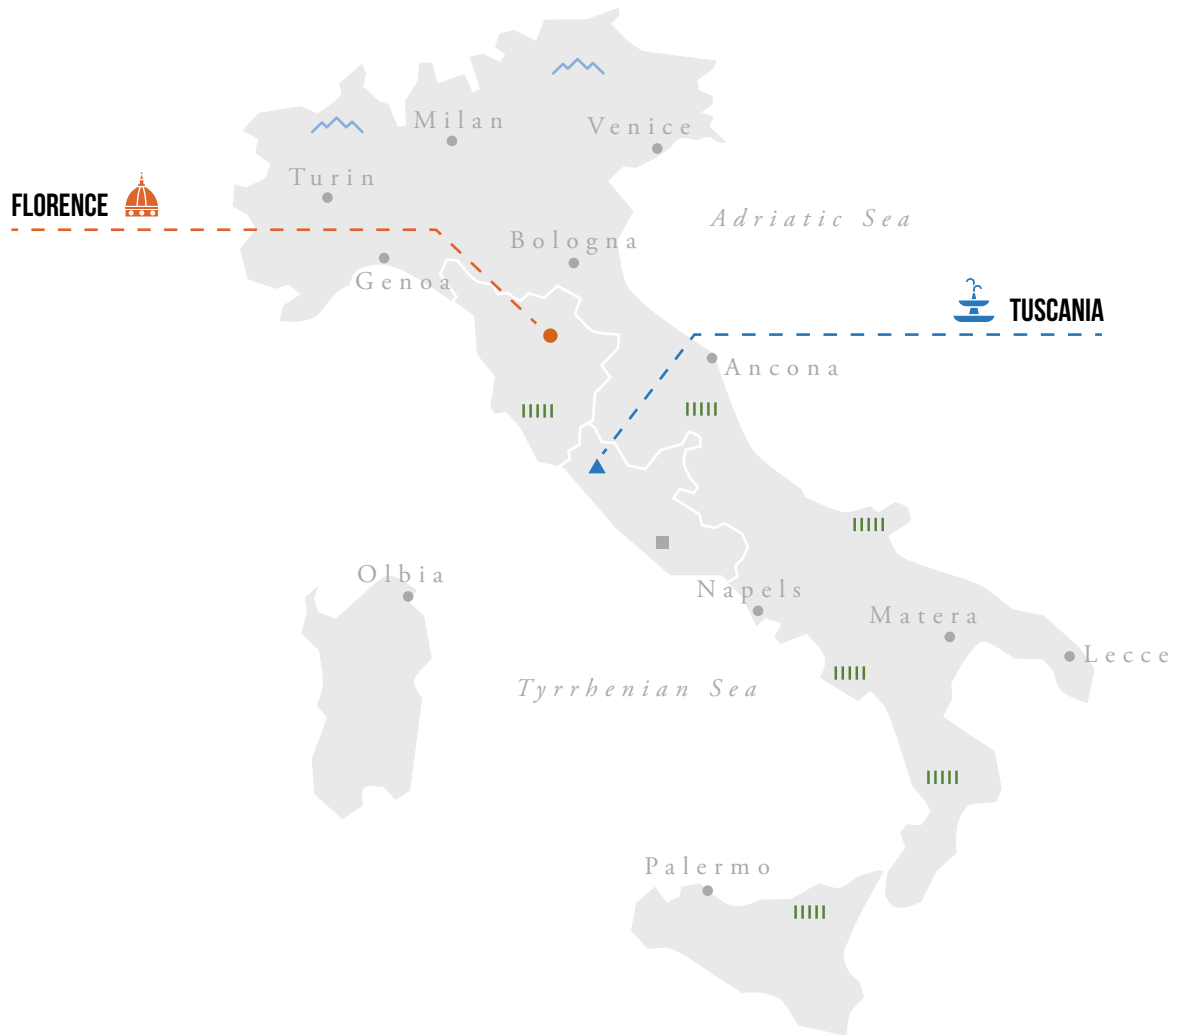 Milan
Venice
Turin
FLORENCE
Adriatic Sea
Bologna
Genoa
TUSCANIA
Ancona
Olbia
Napels
Matera
Lecce
Tyrrhenian Sea
Palermo